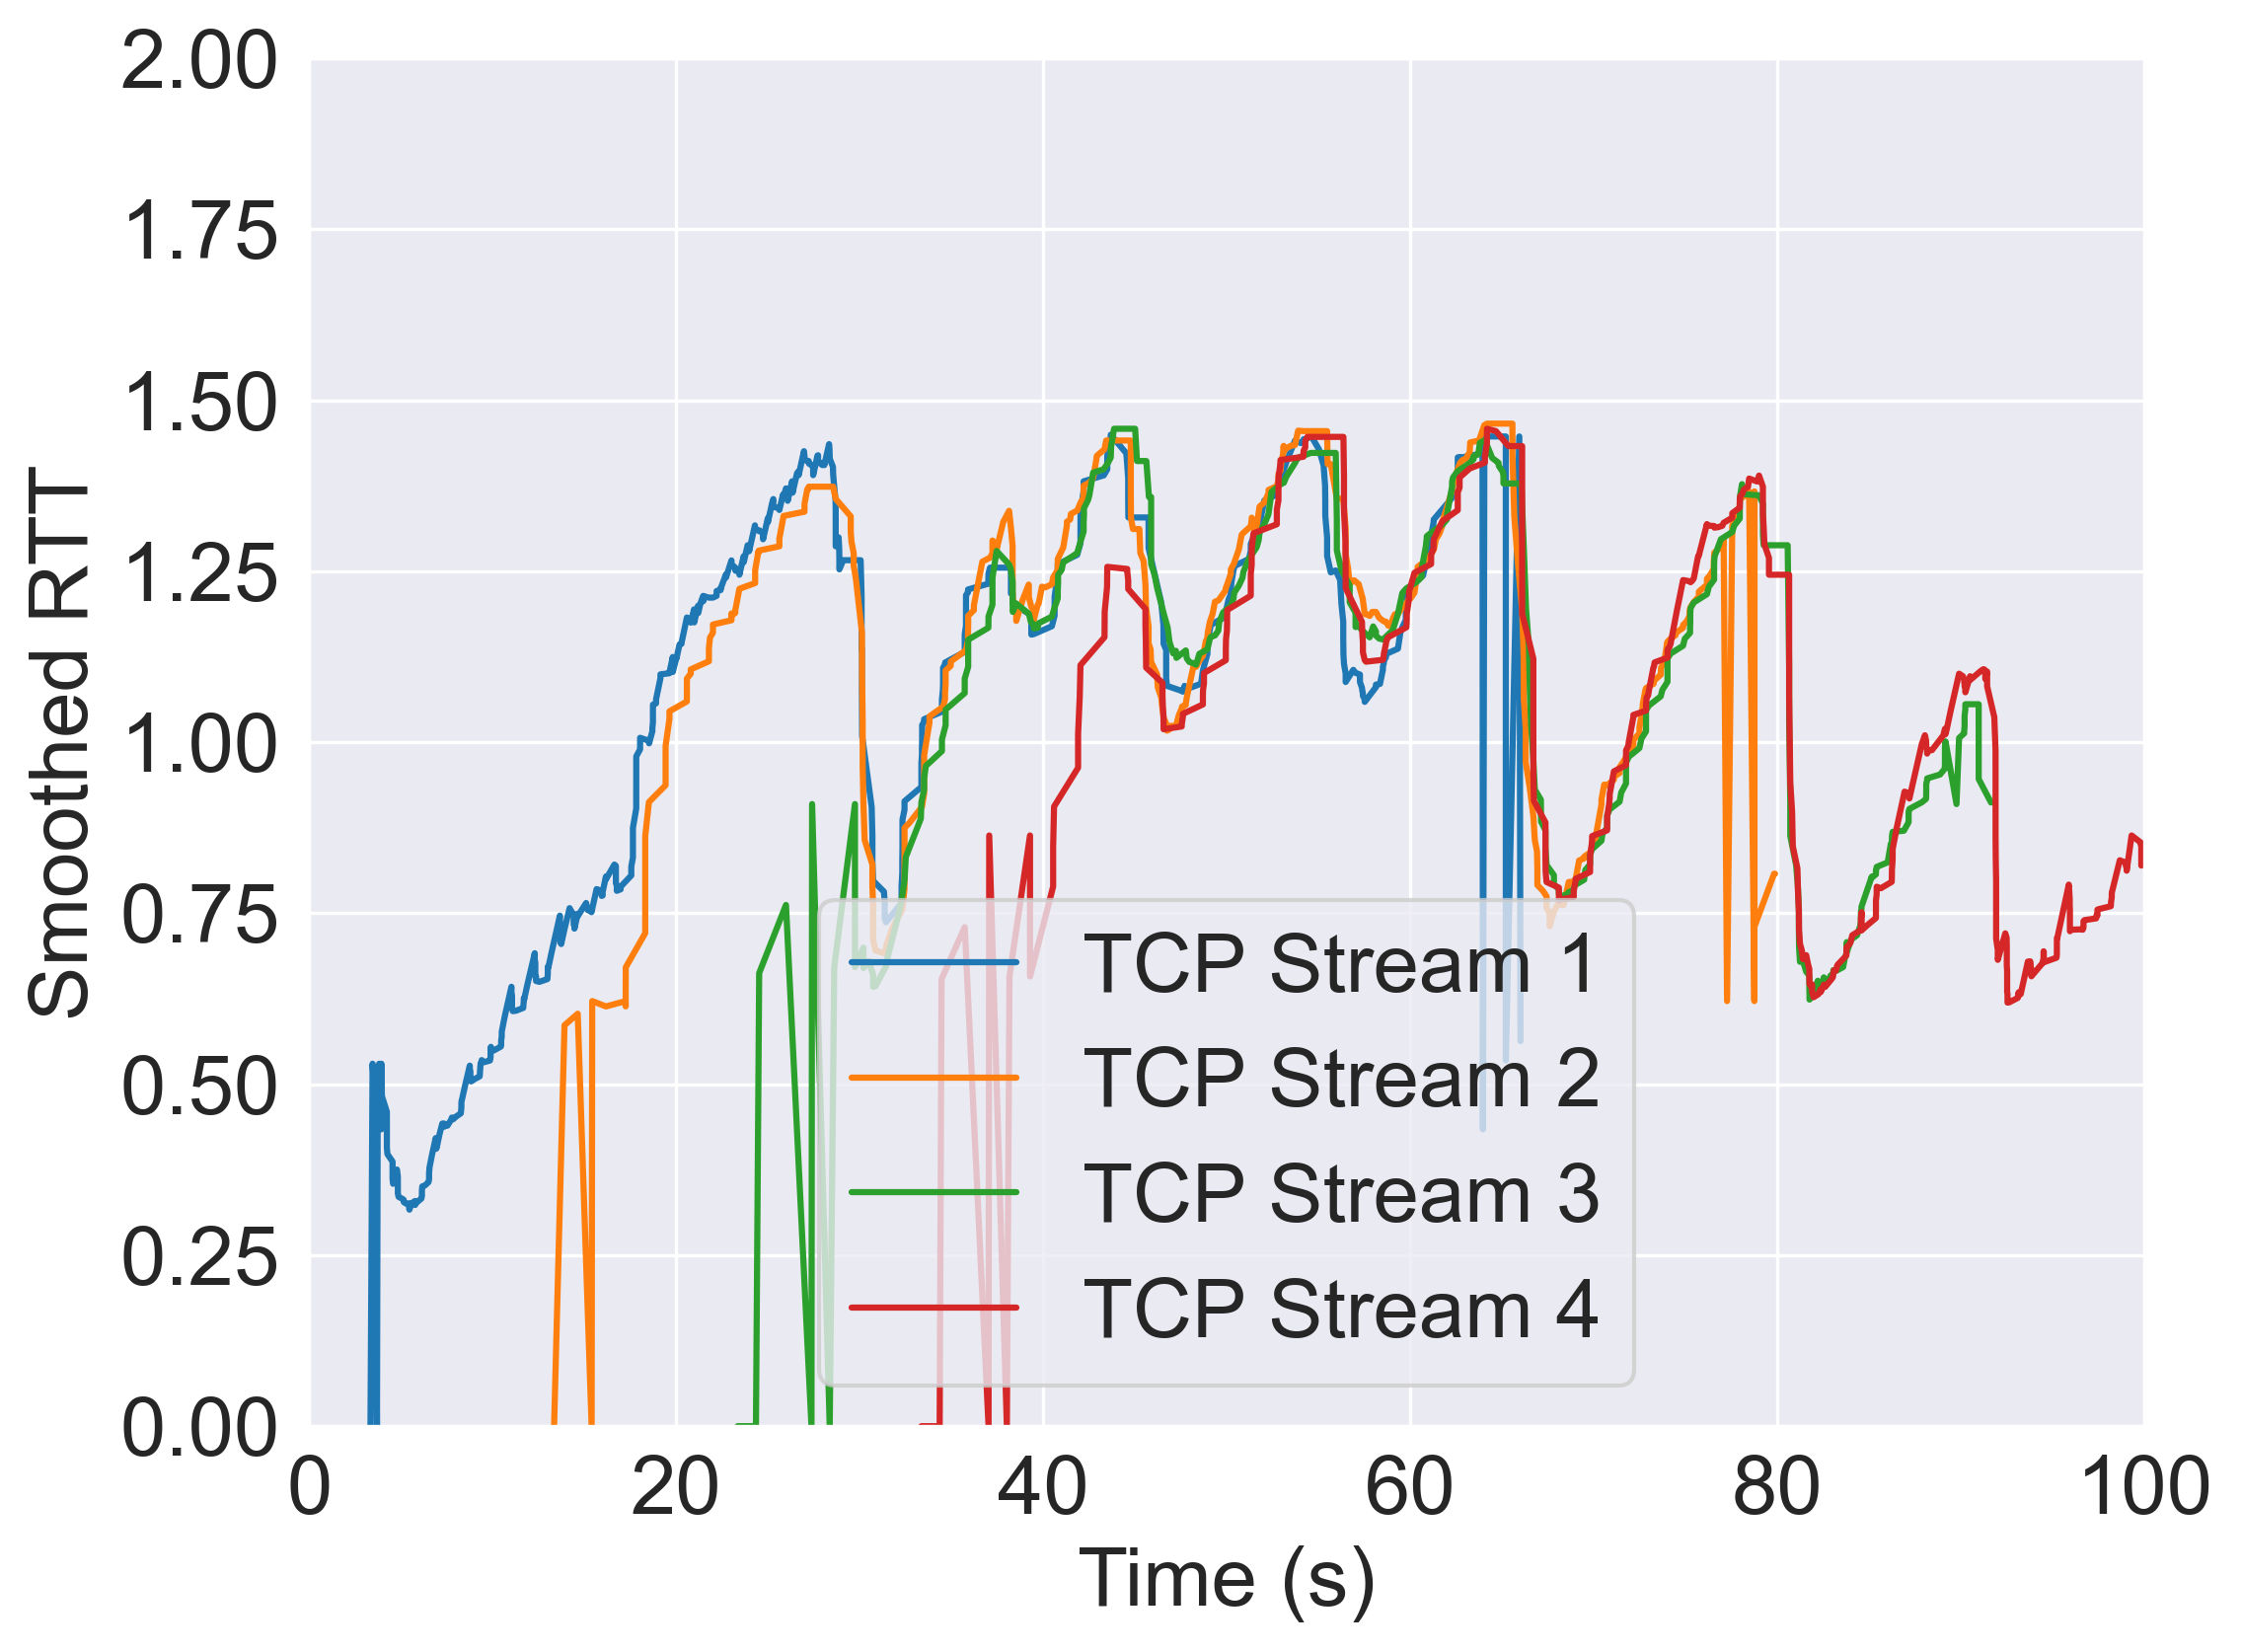 2.00
1.75
1.50
1.25
1.00
0.75
0.50
0.25
0.00
Smoothed RTT
TCP Stream 1
TCP Stream 2
TCP Stream 3
TCP Stream 4
0 20 40 60 80 100
Time (s)